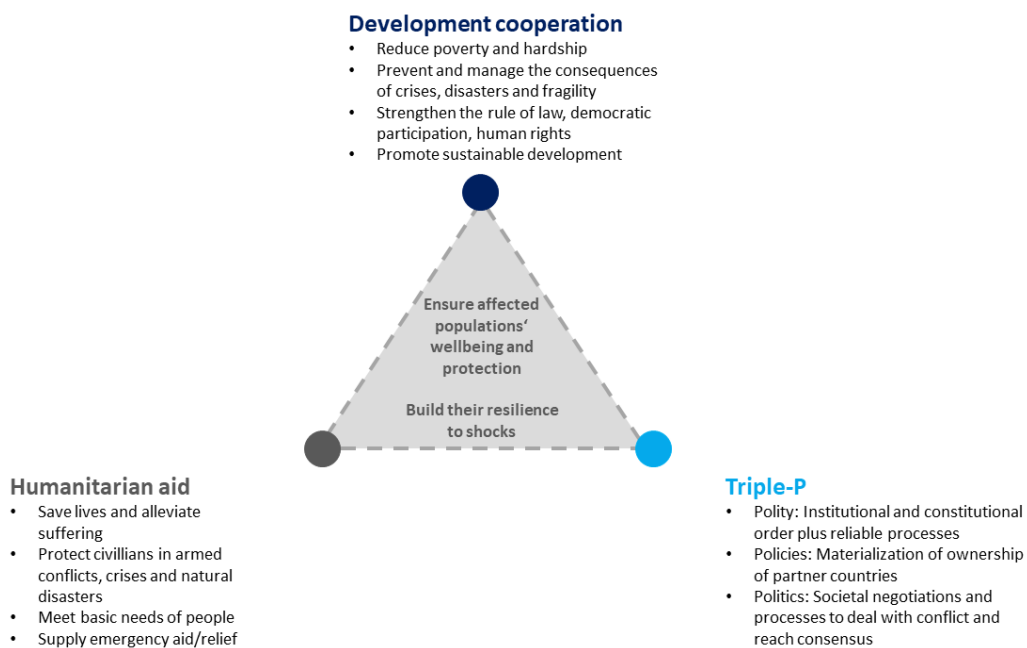 Development cooperation
• Reduce poverty and hardship
• Prevent and manage the consequences
of crises, disasters and fragility
• Strengthen the rule of law, democratic
participation, human rights
• Promote sustainable development
Ensure affected
populations‘
wellbeing and
protection
Build their resilience
to shocks
Humanitarian aid
• Save lives and alleviate
suffering
• Protect civillians in armed
conflicts, crises and natural
disasters
• Meet basic needs of people
• Supply emergency aid/relief
Triple-P
• Polity: Institutional and constitutional
order plus reliable processes
• Policies: Materialization of ownership
of partner countries
• Politics: Societal negotiations and
processes to deal with conflict and
reach consensus